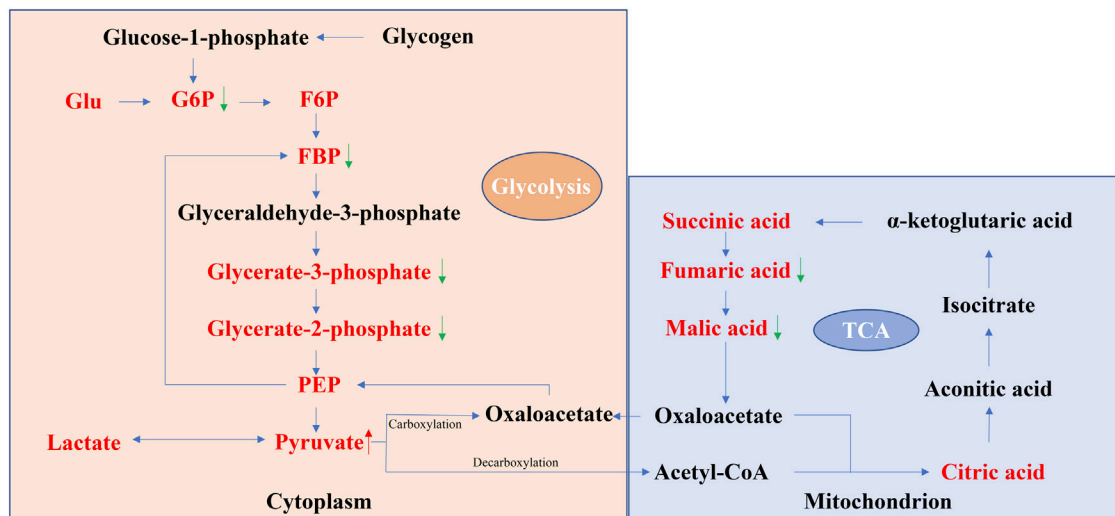 Glucose-1-phosphate
Glycogen
Glu
G6P
F6P
FBP
Glycolysis
Glyceraldehyde-3-phosphate
Succinic acid
α-ketoglutaric acid
Glycerate-3-phosphate
Fumaric acid
Isocitrate
Glycerate-2-phosphate
Malic acid
TCA
PEP
Aconitic acid
Oxaloacetate
Oxaloacetate
Carboxylation
Lactate
Pyruvate
Decarboxylation
Acetyl-CoA
Citric acid
Cytoplasm
Mitochondrion